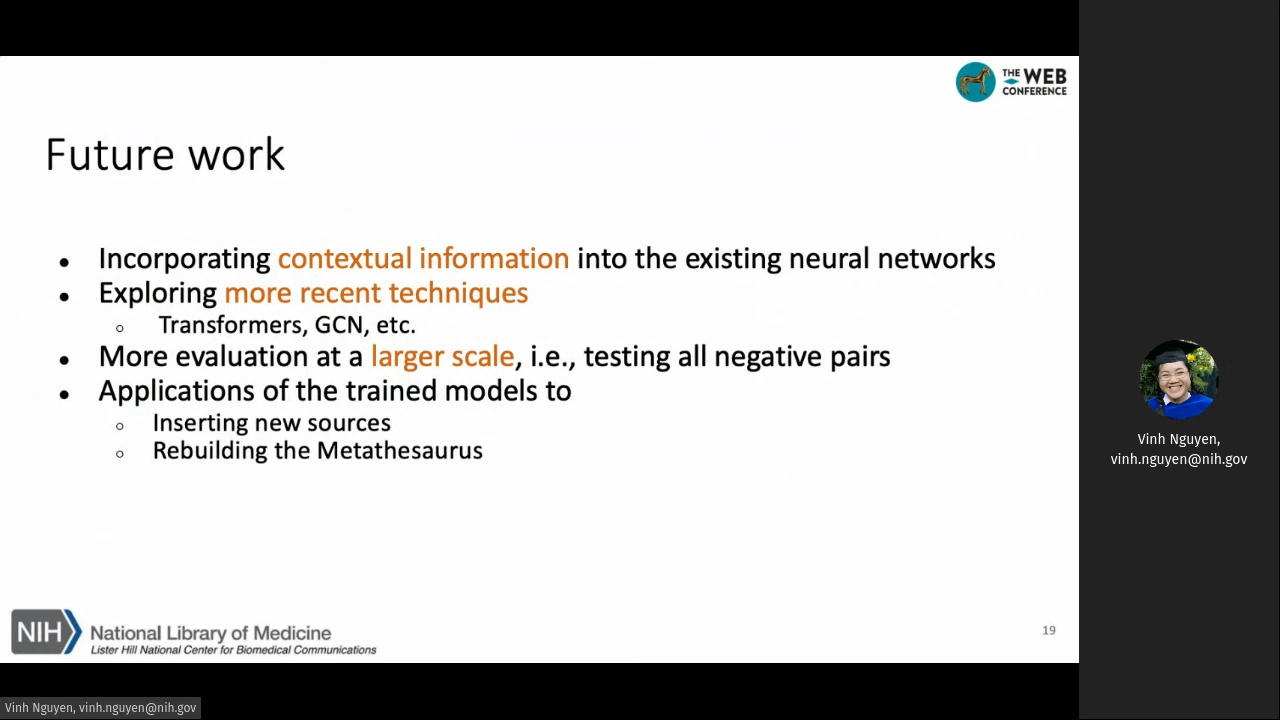 THE WEB
CONFERENCE
Future work
• Incorporating contextual information into the existing neural networks
• Exploring more recent techniques
○ Transformers, GCN, etc.
• More evaluation at a larger scale, i.e., testing all negative pairs
• Applications of the trained models to
○ Inserting new sources
○ Rebuilding the Metathesaurus
NIH National Library of Medicine
Lister Hill National Center for Biomedical Communications
19
Vinh Nguyen,
vinh.nguyen@nih.gov
Vinh Nguyen, vinh.nguyen@nih.gov